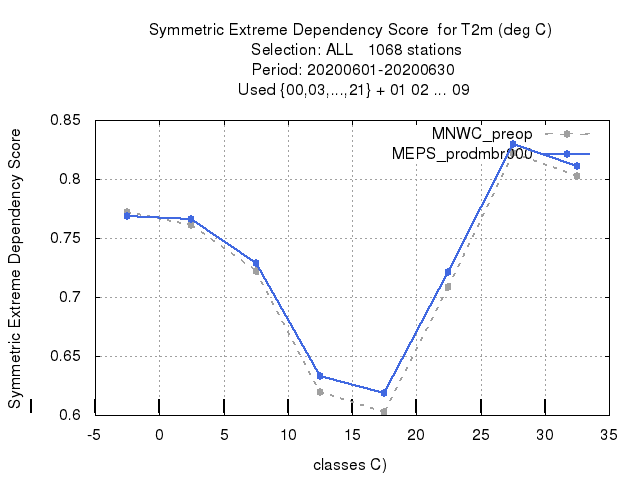 Symmetric Extreme Dependency Score for T2m (deg C)
Selection: ALL 1068 stations
Period: 20200601-20200630
Used {00,03,...,21} + 01 02 ... 09
Symmetric Extreme Dependency Score
0.85
0.8
0.75
0.7
0.65
0.6
MNWC_preop
MEPS_prodmbr000
-5
0
5
10
15
20
25
30
35
classes C)